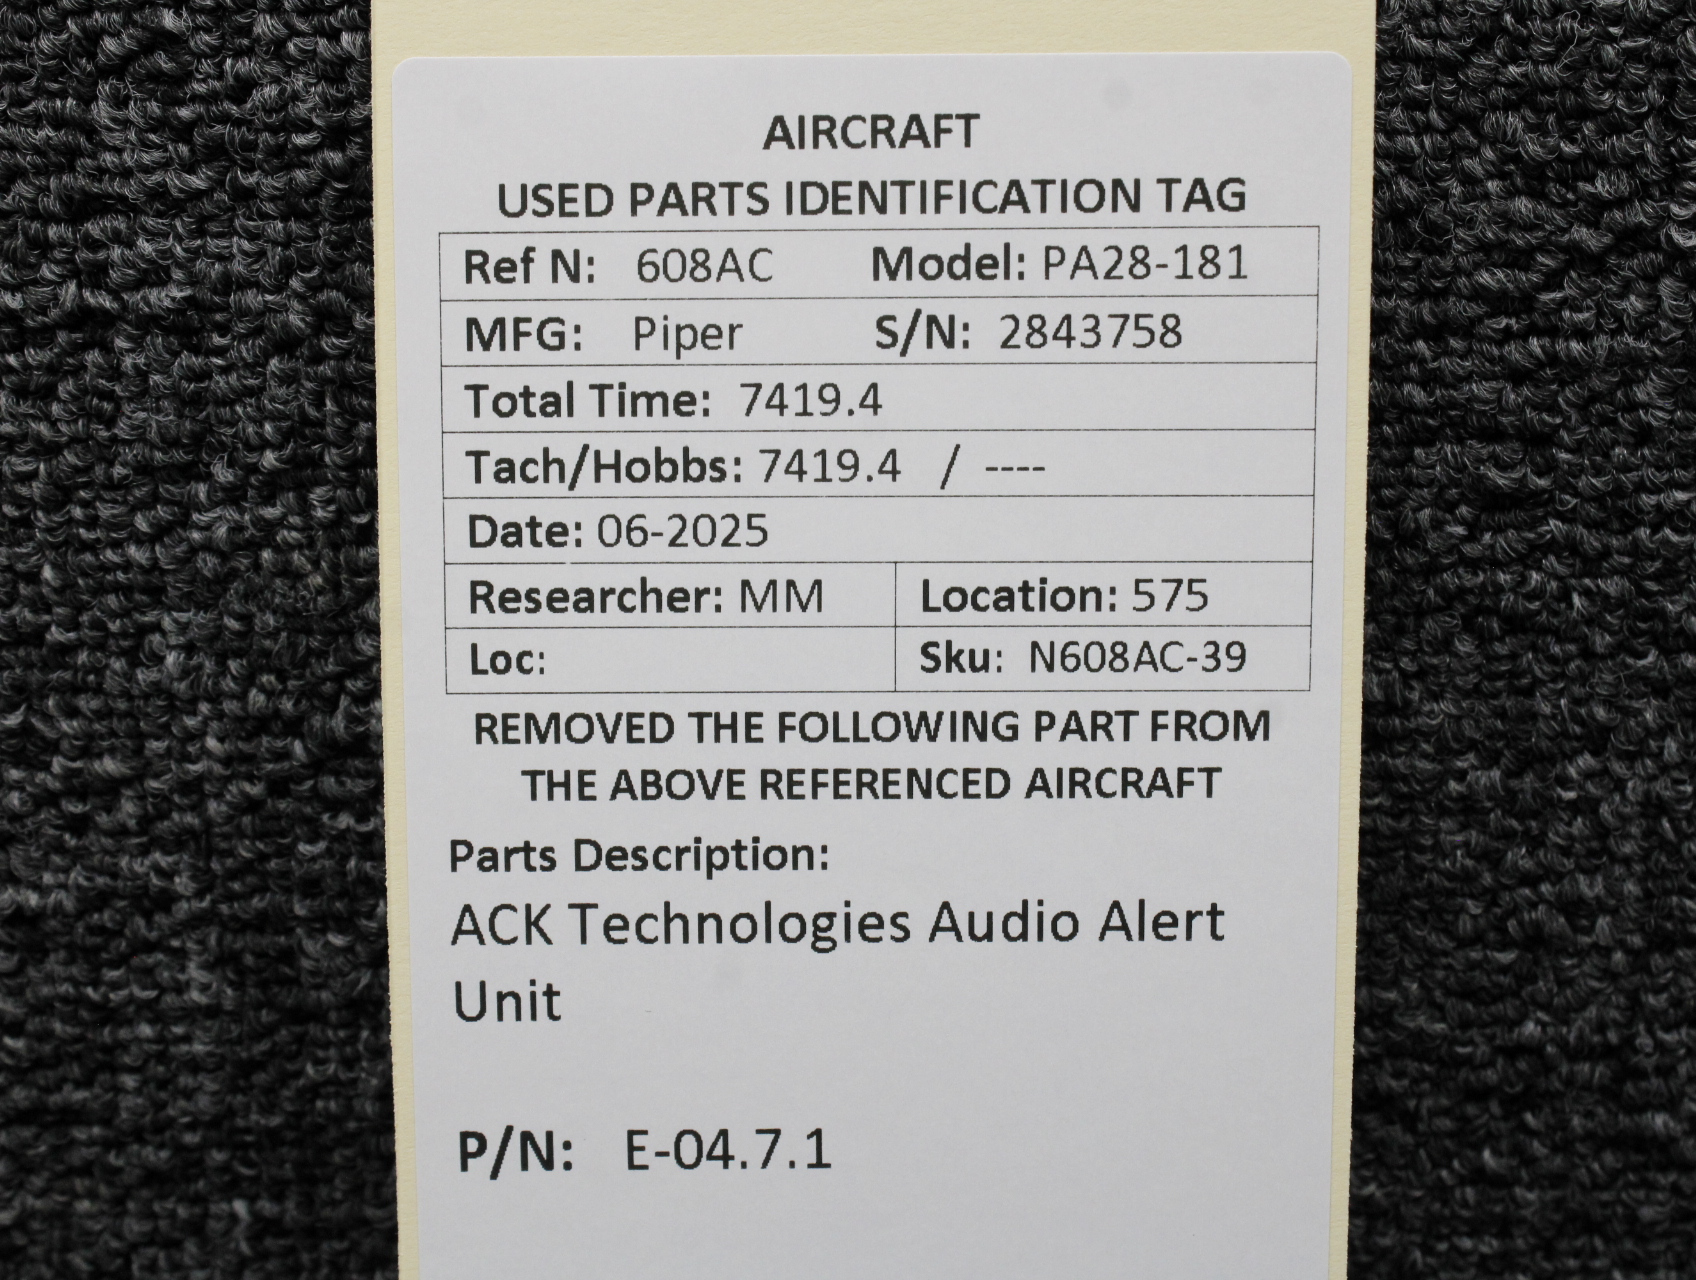 AIRCRAFT
USED PARTS IDENTIFICATION TAG
Ref N: 608AC Model: PA28-181
MFG: Piper S/N: 2843758
Total Time: 7419.4
Tach/Hobbs: 7419.4 / ----
Date: 06-2025
Researcher: MM Location: 575
Loc: Sku: N608AC-39
REMOVED THE FOLLOWING PART FROM
THE ABOVE REFERENCED AIRCRAFT
Parts Description:
ACK Technologies Audio Alert
Unit
P/N: E-04.7.1